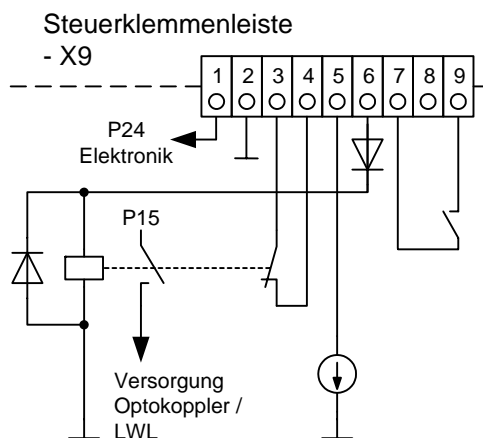 Steuerklemmenleiste
- X9
1 2 3 4 5 6 7 8 9
P24
Elektronik
P15
Versorgung
Optokoppler /
LWL